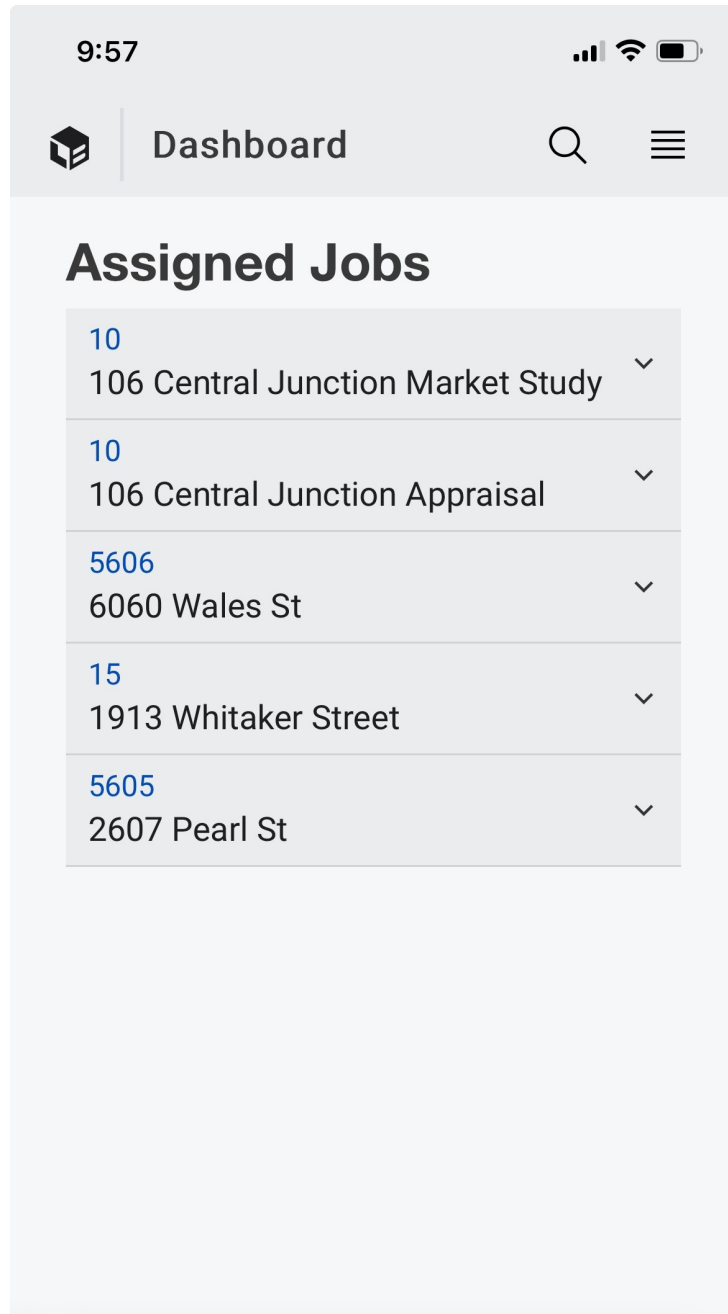 9:57
Dashboard
Assigned Jobs
10
106 Central Junction Market Study
10
106 Central Junction Appraisal
5606
6060 Wales St
15
1913 Whitaker Street
5605
2607 Pearl St